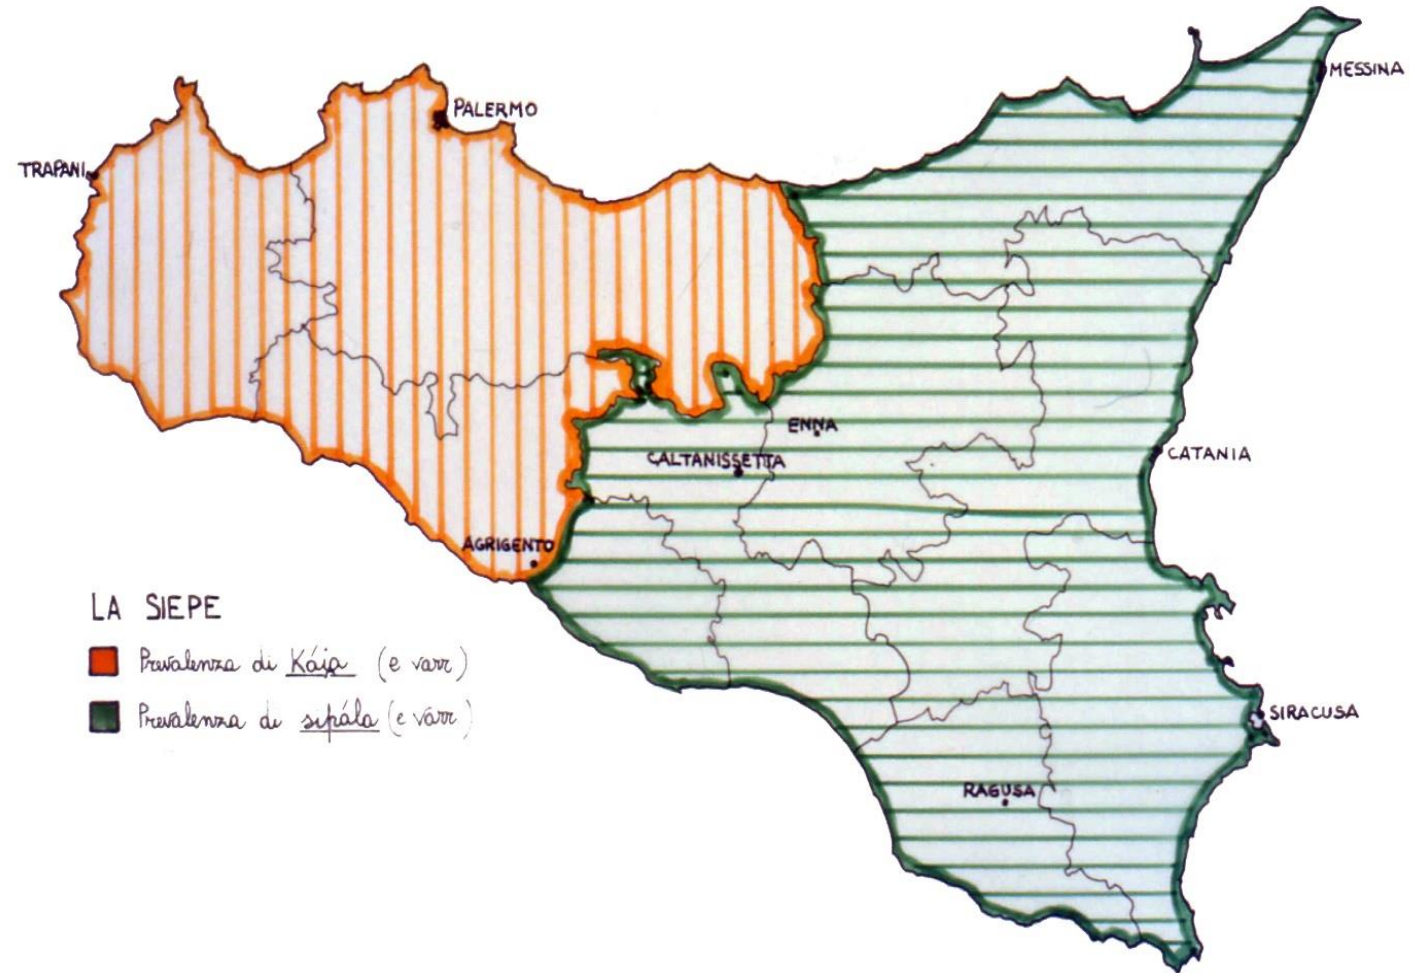 MESSINA
PALERMO
TRAPANI
ENNA
CALTANISSETTA
CATANIA
AGRIGENTO
LA SIEPE
Prevalenza di Káia (e varr)
Prevalenza di sipála (e varr)
SIRACUSA
RAGUSA